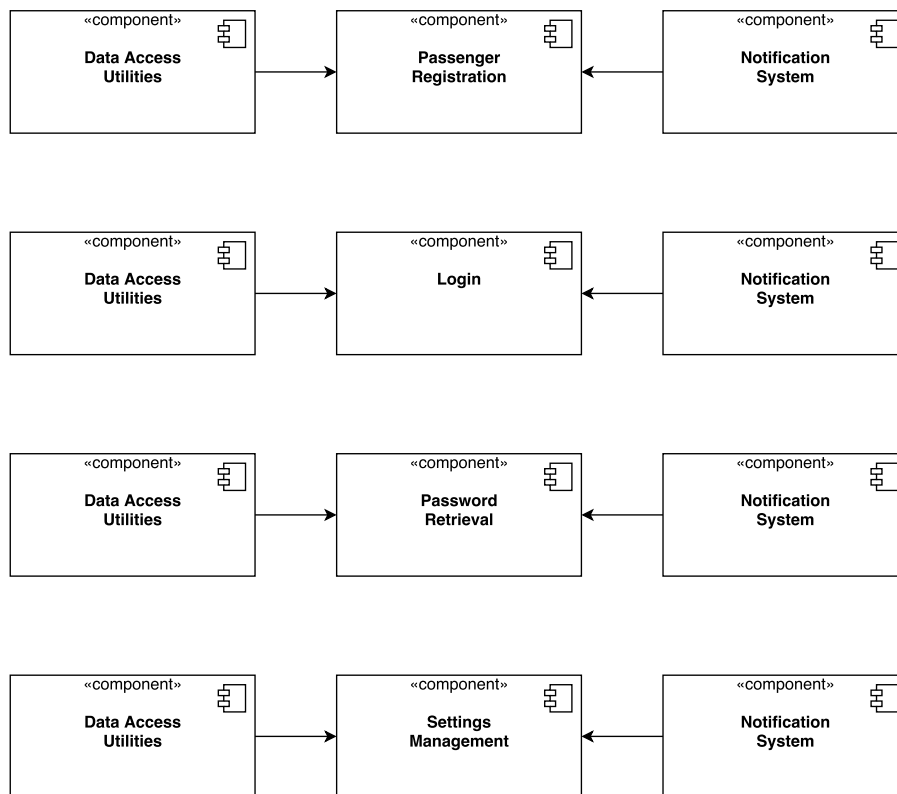 «component»
Data Access
Utilities
«component»
Passenger
Registration
«component»
Notification
System
«component»
Data Access
Utilities
«component»
Login
«component»
Notification
System
«component»
Data Access
Utilities
«component»
Password
Retrieval
«component»
Notification
System
«component»
Data Access
Utilities
«component»
Settings
Management
«component»
Notification
System